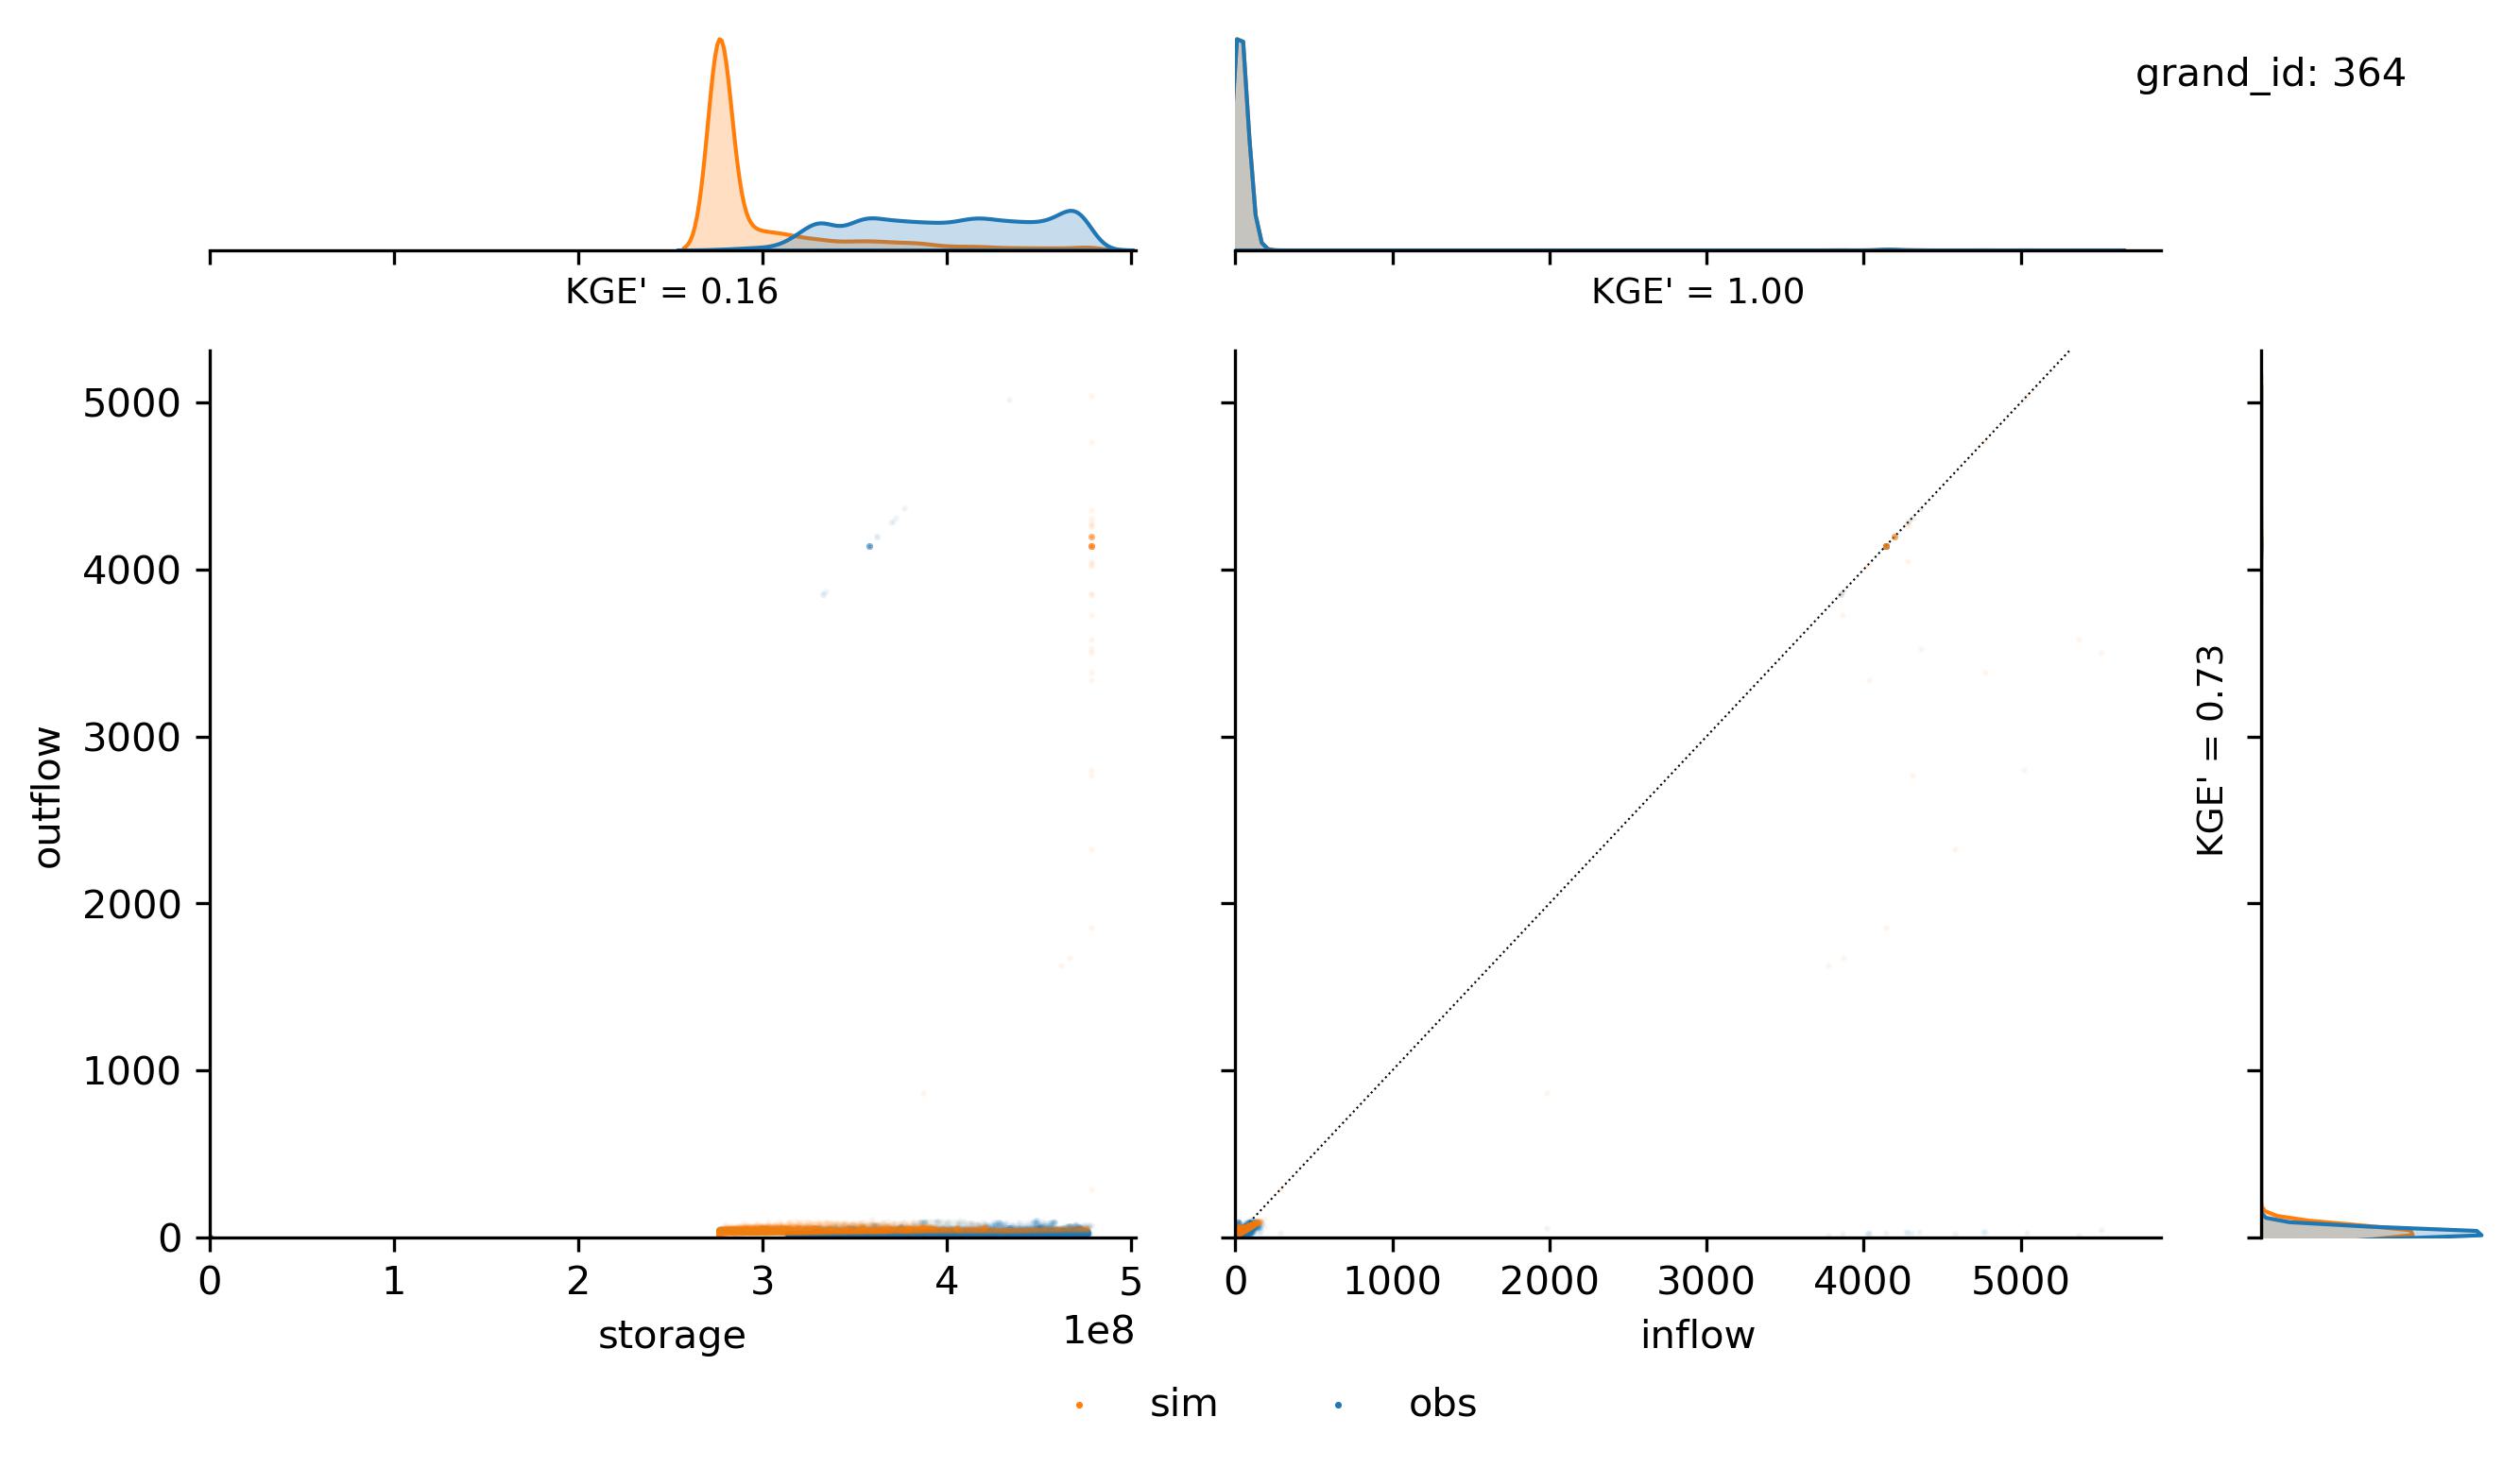 grand_id: 364
KGE' = 0.16
KGE' = 1.00
outflow
5000
4000
3000
2000
1000
0
KGE' = 0.73
0 1 2 3 4 5
1e8
storage
0 1000 2000 3000 4000 5000
inflow
sim obs